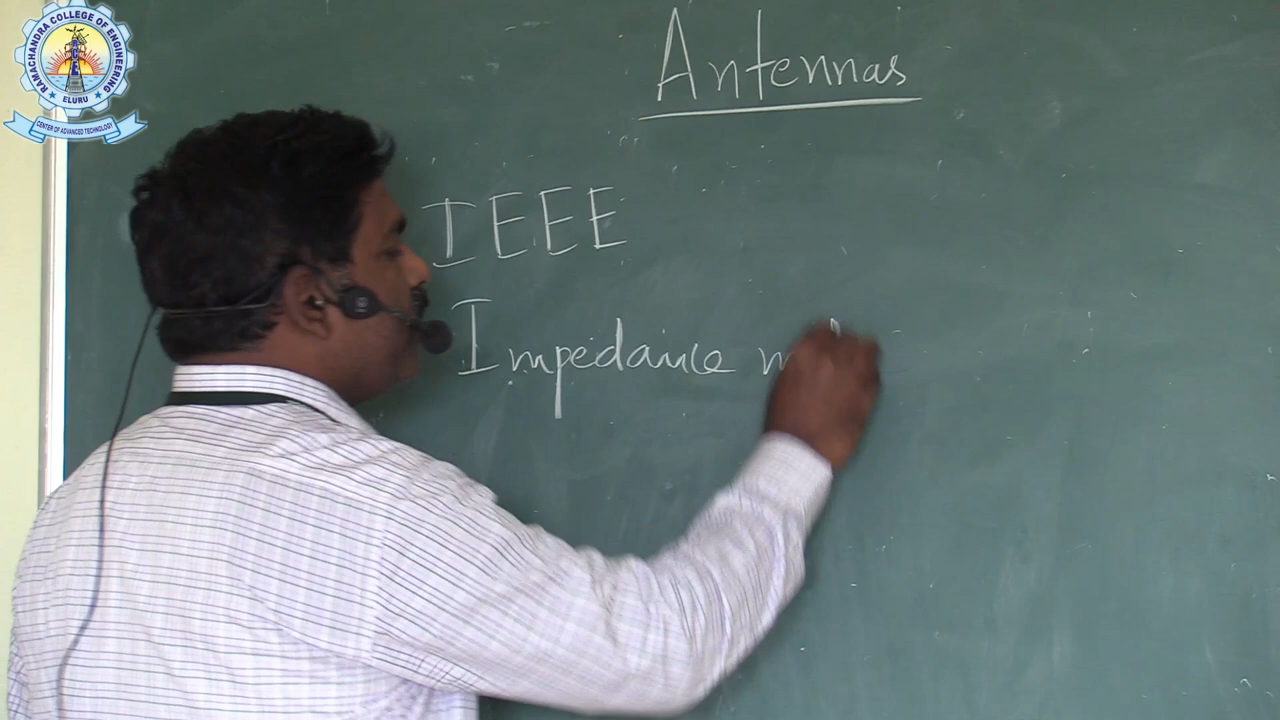 RAMACHANDRA COLLEGE OF ENGINEERING
ELURU
CENTER OF ADVANCED TECHNOLOGY
Antennas
IEEE
Impedance m